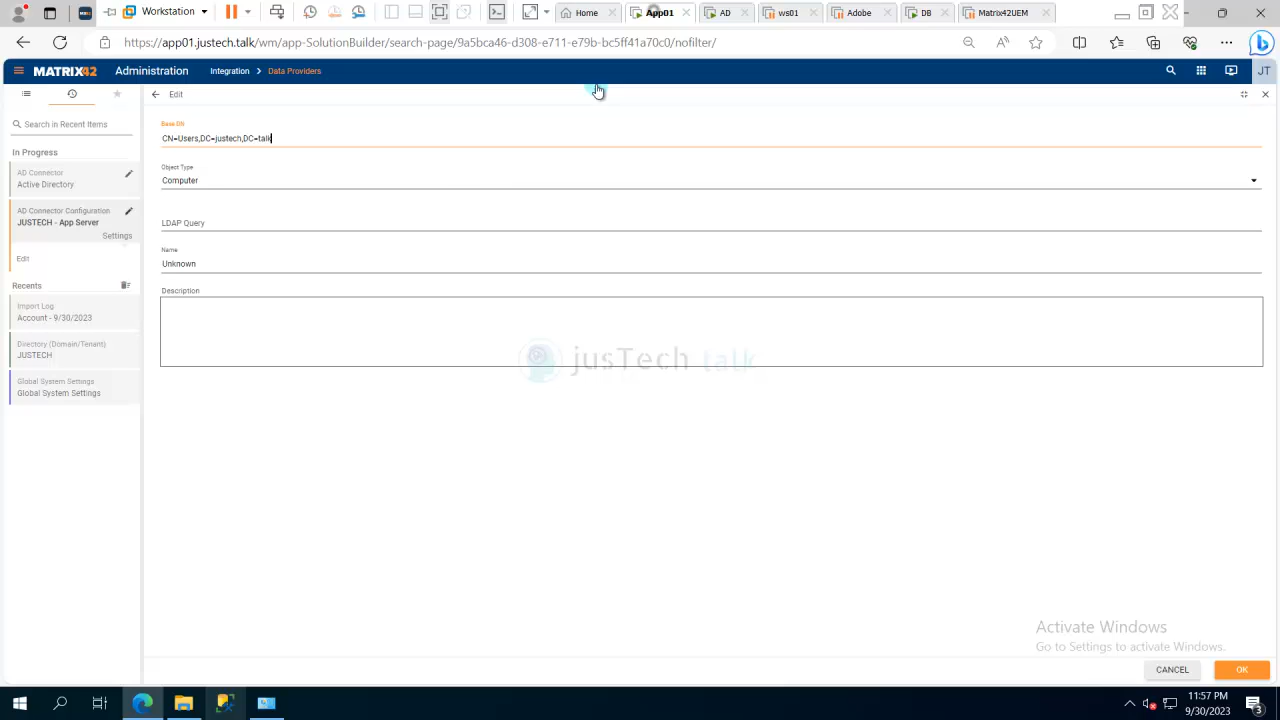 Workstation
Home
App01
AD
ws01
Adobe
DB
Matrix42UEM
https://justech/wm/app-SolutionBuilder/search-page/9a5bca46-d308-e711-e79b-bc5ff41a70c0/nofilter/
MATRIX42
Administration
Integration > Data Providers
JT
Search in Recent Items
In Progress
AD Connector
Active Directory
AD Connector Configuration
JUSTECH - App Server
Settings
Edit
Recents
Import Log
Account - 9/30/2023
Directory (Domain/Tenant)
JUSTECH
Global System Settings
Global System Settings
Edit
Base DN
CN=Users,DC=justech,DC=talk
Object Type
Computer
LDAP Query
Name
Unknown
Description
jusTech talk
Activate Windows
Go to Settings to activate Windows.
CANCEL
OK
11:57 PM
9/30/2023
3